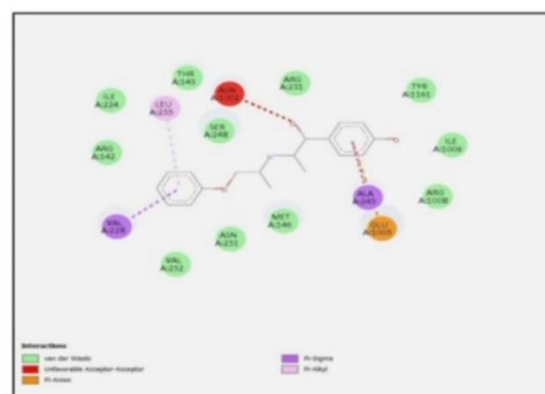 THR
A:145
ARG
A:231
TYR
A:1161
ILE
A:224
LEU
SER
A:248
ILE
A:1009
ARG
A:142
ARG
A:1008
ALA
A:245
MET
A:146
GLU
A:1005
VAL
A:228
ASN
A:251
VAL
A:252
Interactions
van der Waals
Unfavorable Acceptor-Acceptor
Pi-Anion
Pi-Sigma
Pi-Alkyl